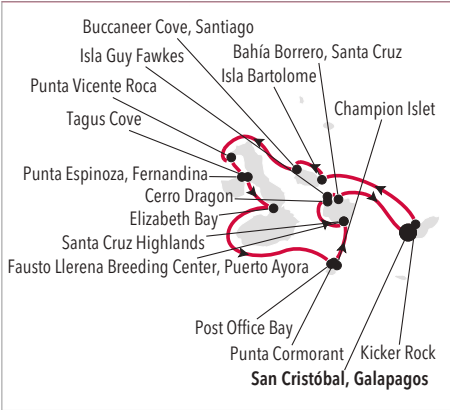 Buccaneer Cove, Santiago
Isla Guy Fawkes
Bahía Borrero, Santa Cruz
Isla Bartolome
Punta Vicente Roca
Champion Islet
Tagus Cove
Punta Espinoza, Fernandina
Cerro Dragon
Elizabeth Bay
Santa Cruz Highlands
Fausto Llerena Breeding Center, Puerto Ayora
Post Office Bay
Punta Cormorant
Kicker Rock
San Cristóbal, Galapagos